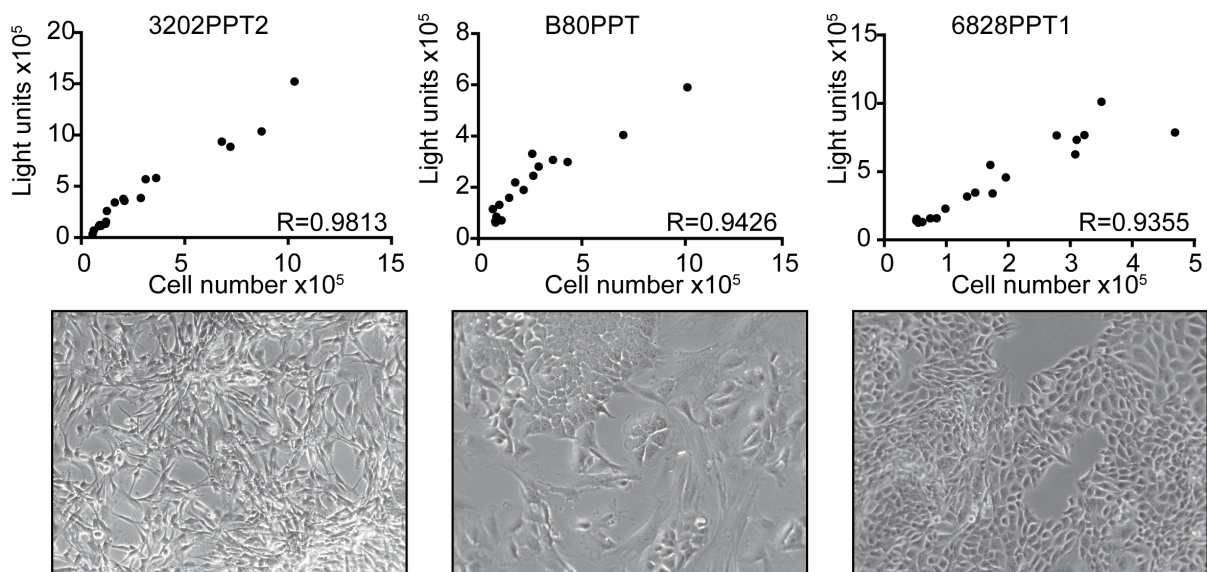 3202PPT2
Light units x10⁵
20
15
10
5
0
R=0.9813
0 5 10 15
Cell number x10⁵
B80PPT
Light units x10⁵
8
6
4
2
0
R=0.9426
0 5 10 15
Cell number x10⁵
6828PPT1
Light units x10⁵
15
10
5
0
R=0.9355
0 1 2 3 4 5
Cell number x10⁵